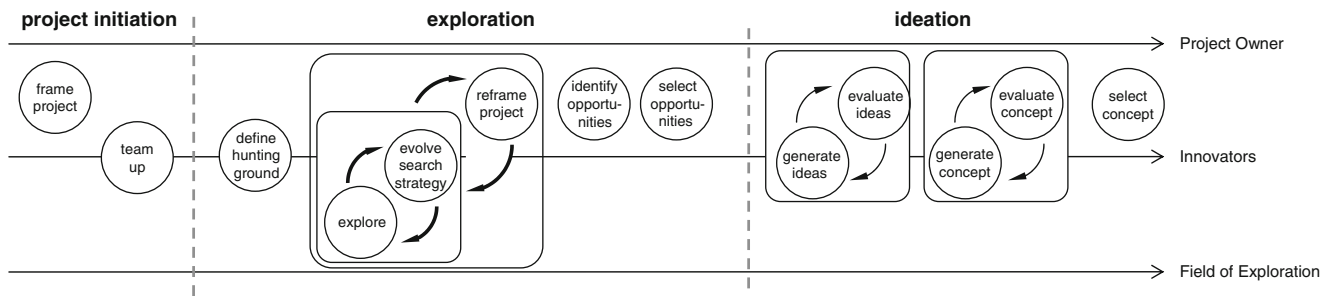 project initiation
exploration
ideation
Project Owner
frame
project
team
up
define
hunting
ground
explore
evolve
search
strategy
reframe
project
identify
opportu-
nities
select
opportu-
nities
generate
ideas
evaluate
ideas
generate
concept
evaluate
concept
select
concept
Innovators
Field of Exploration